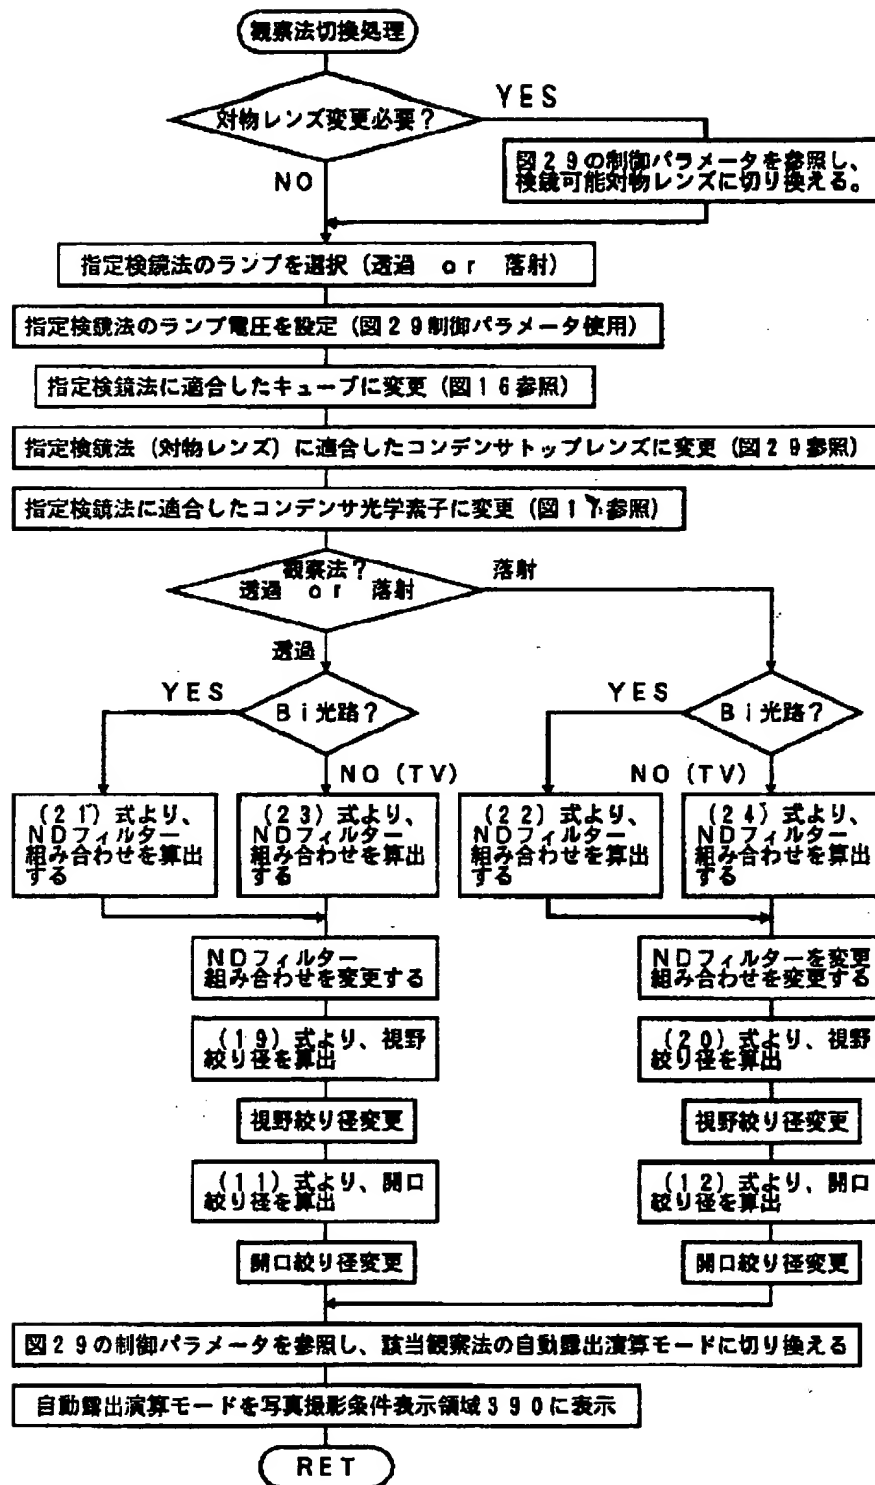 観察法切換処理
対物レンズ変更必要？
YES
NO
図２９の制御パラメータを参照し、
検鏡可能対物レンズに切り換える。
指定検鏡法のランプを選択（透過 ｏｒ 落射）
指定検鏡法のランプ電圧を設定（図２９制御パラメータ使用）
指定検鏡法に適合したキューブに変更（図１６参照）
指定検鏡法（対物レンズ）に適合したコンデンサトップレンズに変更（図２９参照）
指定検鏡法に適合したコンデンサ光学素子に変更（図１７参照）
観察法？
透過 ｏｒ 落射
落射
透過
YES
Ｂｉ光路？
NO (TV)
YES
Ｂｉ光路？
NO (TV)
（２１）式より、
ＮＤフィルター
組み合わせを算出
する
（２３）式より、
ＮＤフィルター
組み合わせを算出
する
（２２）式より、
ＮＤフィルター
組み合わせを算出
する
（２４）式より、
ＮＤフィルター
組み合わせを算出
する
ＮＤフィルター
組み合わせを変更する
（１９）式より、視野
絞り径を算出
視野絞り径変更
（１１）式より、開口
絞り径を算出
開口絞り径変更
ＮＤフィルターを変更
組み合わせを変更する
（２０）式より、視野
絞り径を算出
視野絞り径変更
（１２）式より、開口
絞り径を算出
開口絞り径変更
図２９の制御パラメータを参照し、該当観察法の自動露出演算モードに切り換える
自動露出演算モードを写真撮影条件表示領域３９０に表示
RET